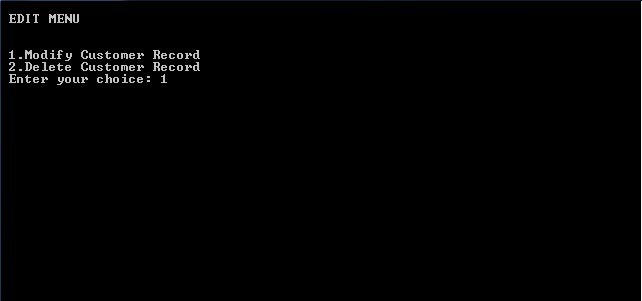 EDIT MENU
1.Modify Customer Record
2.Delete Customer Record
Enter your choice: 1